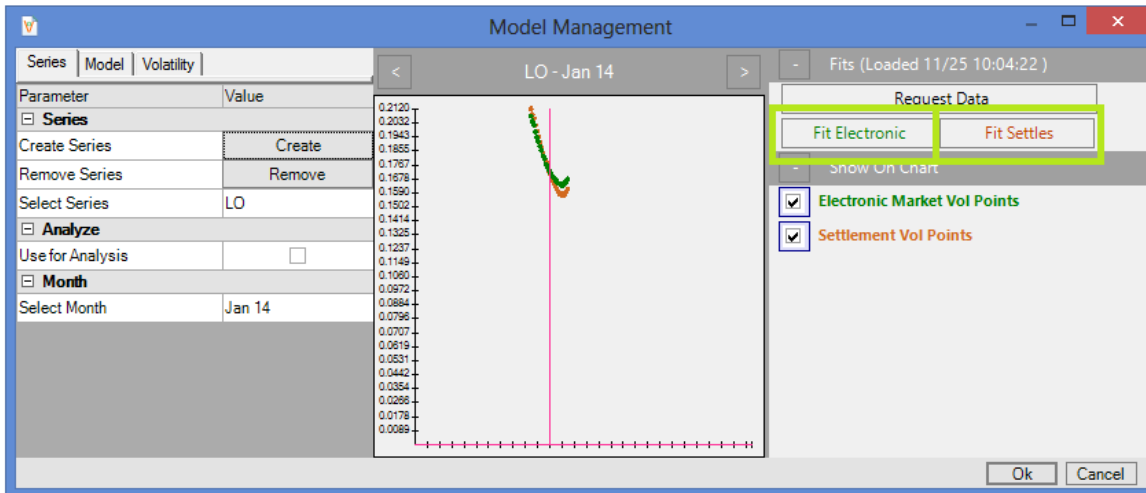 Model Management
Series Model Volatility
Parameter Value
Series
Create Series Create
Remove Series Remove
Select Series LO
Analyze
Use for Analysis
Month
Select Month Jan 14
< LO - Jan 14 >
0.2120
0.2032
0.1943
0.1855
0.1767
0.1678
0.1590
0.1502
0.1414
0.1325
0.1237
0.1149
0.1060
0.0972
0.0884
0.0796
0.0707
0.0619
0.0531
0.0442
0.0354
0.0266
0.0178
0.0089
- Fits (Loaded 11/25 10:04:22 )
Request Data
Fit Electronic Fit Settles
- Show On Chart
Electronic Market Vol Points
Settlement Vol Points
Ok Cancel